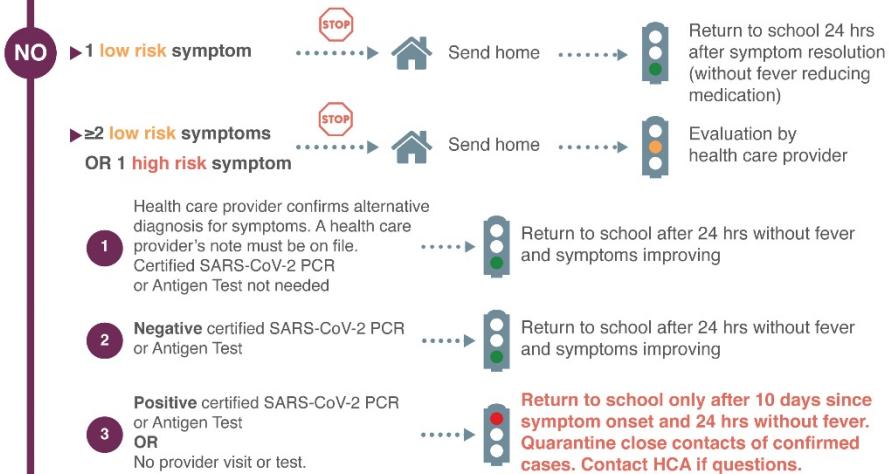 NO
1 low risk symptom
STOP
Send home
Return to school 24 hrs
after symptom resolution
(without fever reducing
medication)
≥2 low risk symptoms
OR 1 high risk symptom
STOP
Send home
Evaluation by
health care provider
1
Health care provider confirms alternative
diagnosis for symptoms. A health care
provider's note must be on file.
Certified SARS-CoV-2 PCR
or Antigen Test not needed
Return to school after 24 hrs without fever
and symptoms improving
2
Negative certified SARS-CoV-2 PCR
or Antigen Test
Return to school after 24 hrs without fever
and symptoms improving
3
Positive certified SARS-CoV-2 PCR
or Antigen Test
OR
No provider visit or test.
Return to school only after 10 days since
symptom onset and 24 hrs without fever.
Quarantine close contacts of confirmed
cases. Contact HCA if questions.